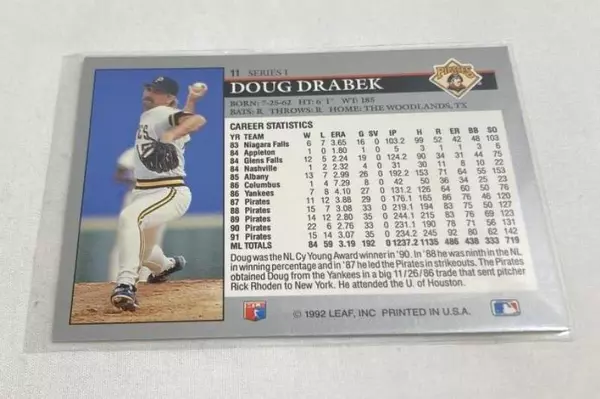 11 SERIES I
DOUG DRABEK
PIRATES
BORN: 7-25-62 HT: 6' 1" WT: 185
BATS: R THROWS: R HOME: THE WOODLANDS, TX
CAREER STATISTICS
YR TEAM W L ERA G SV IP H R ER BB SO
83 Niagara Falls 6 7 3.65 16 0 103.2 99 52 42 48 103
84 Appleton 1 0 1.80 1 0 5 3 1 1 3 6
84 Glens Falls 12 5 2.24 19 0 124.2 90 34 31 44 75
84 Nashville 1 2 2.32 4 0 31 30 11 8 10 22
85 Albany 13 7 2.99 26 0 192.2 153 71 64 55 153
86 Columbus 1 4 7.29 8 0 42 50 36 34 25 23
86 Yankees 7 8 4.10 27 0 131.2 126 64 60 50 76
87 Pirates 11 12 3.88 29 0 176.1 165 86 76 46 120
88 Pirates 15 7 3.08 33 0 219.1 194 83 75 50 127
89 Pirates 14 12 2.80 35 0 244.1 215 83 76 69 123
90 Pirates 22 6 2.76 33 0 231.1 190 78 71 56 131
91 Pirates 15 14 3.07 35 0 234.2 245 92 80 62 142
ML TOTALS 84 59 3.19 192 0 1237.2 1135 486 438 333 719
Doug was the NL Cy Young Award winner in '90. In '88 he was ninth in the NL
in winning percentage and in '87 he led the Pirates in strikeouts. The Pirates
obtained Doug from the Yankees in a big 11/26/86 trade that sent pitcher
Rick Rhoden to New York. He attended the U. of Houston.
© 1992 LEAF, INC PRINTED IN U.S.A.